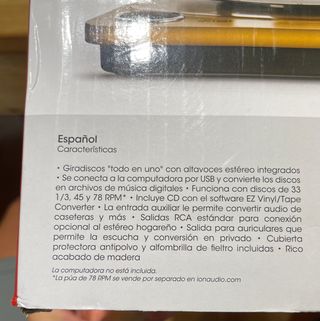 Español
Características
• Giradiscos "todo en uno" con altavoces estéreo integrados
• Se conecta a la computadora por USB y convierte los discos
en archivos de música digitales • Funciona con discos de 33
1/3, 45 y 78 RPM* • Incluye CD con el software EZ Vinyl/Tape
Converter • La entrada auxiliar le permite convertir audio de
caseteras y más • Salidas RCA estándar para conexión
opcional al estéreo hogareño • Salida para auriculares que
permite la escucha y conversión en privado • Cubierta
protectora antipolvo y alfombrilla de fieltro incluidas • Rico
acabado de madera
La computadora no está incluida.
*La púa de 78 RPM se vende por separado en ionaudio.com